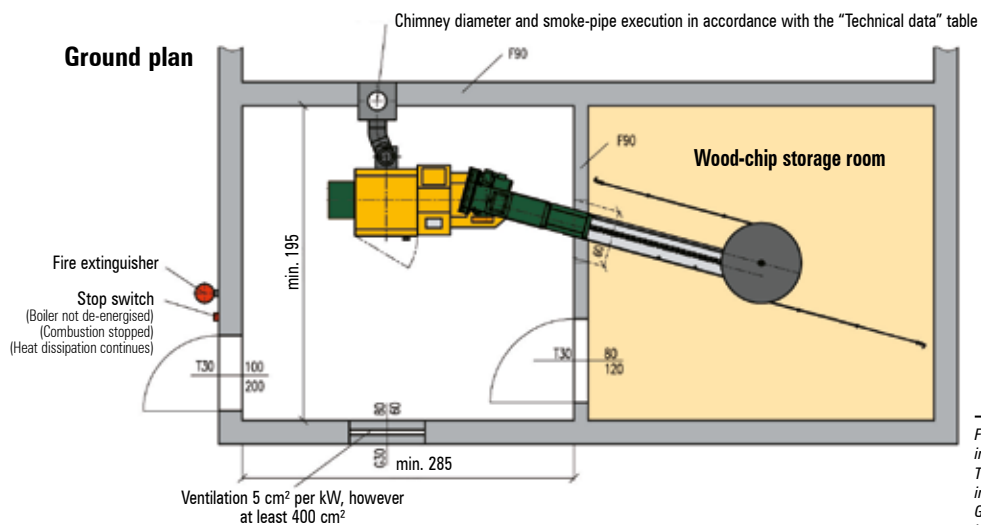 Chimney diameter and smoke-pipe execution in accordance with the “Technical data” table
Ground plan
F90
F90
Wood-chip storage room
min. 195
60
Fire extinguisher
Stop switch
(Boiler not de-energised)
(Combustion stopped)
(Heat dissipation continues)
T30 100
200
T30 80
120
80
60
G30
min. 285
Ventilation 5 cm² per kW, however
at least 400 cm²